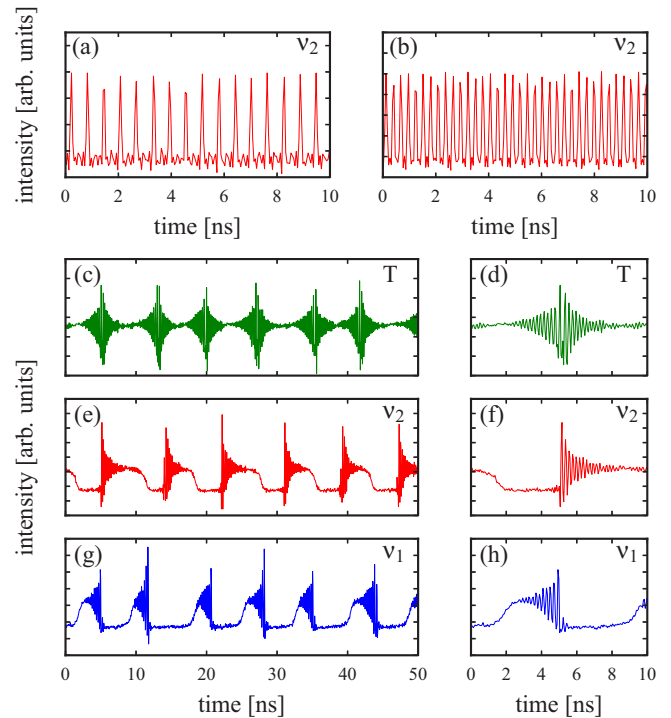 intensity [arb. units]
(a) ν₂
(b) ν₂
0 2 4 6 8 10
0 2 4 6 8 10
time [ns]
time [ns]
intensity [arb. units]
(c) T
(d) T
(e) ν₂
(f) ν₂
(g) ν₁
(h) ν₁
0 10 20 30 40 50
0 2 4 6 8 10
time [ns]
time [ns]